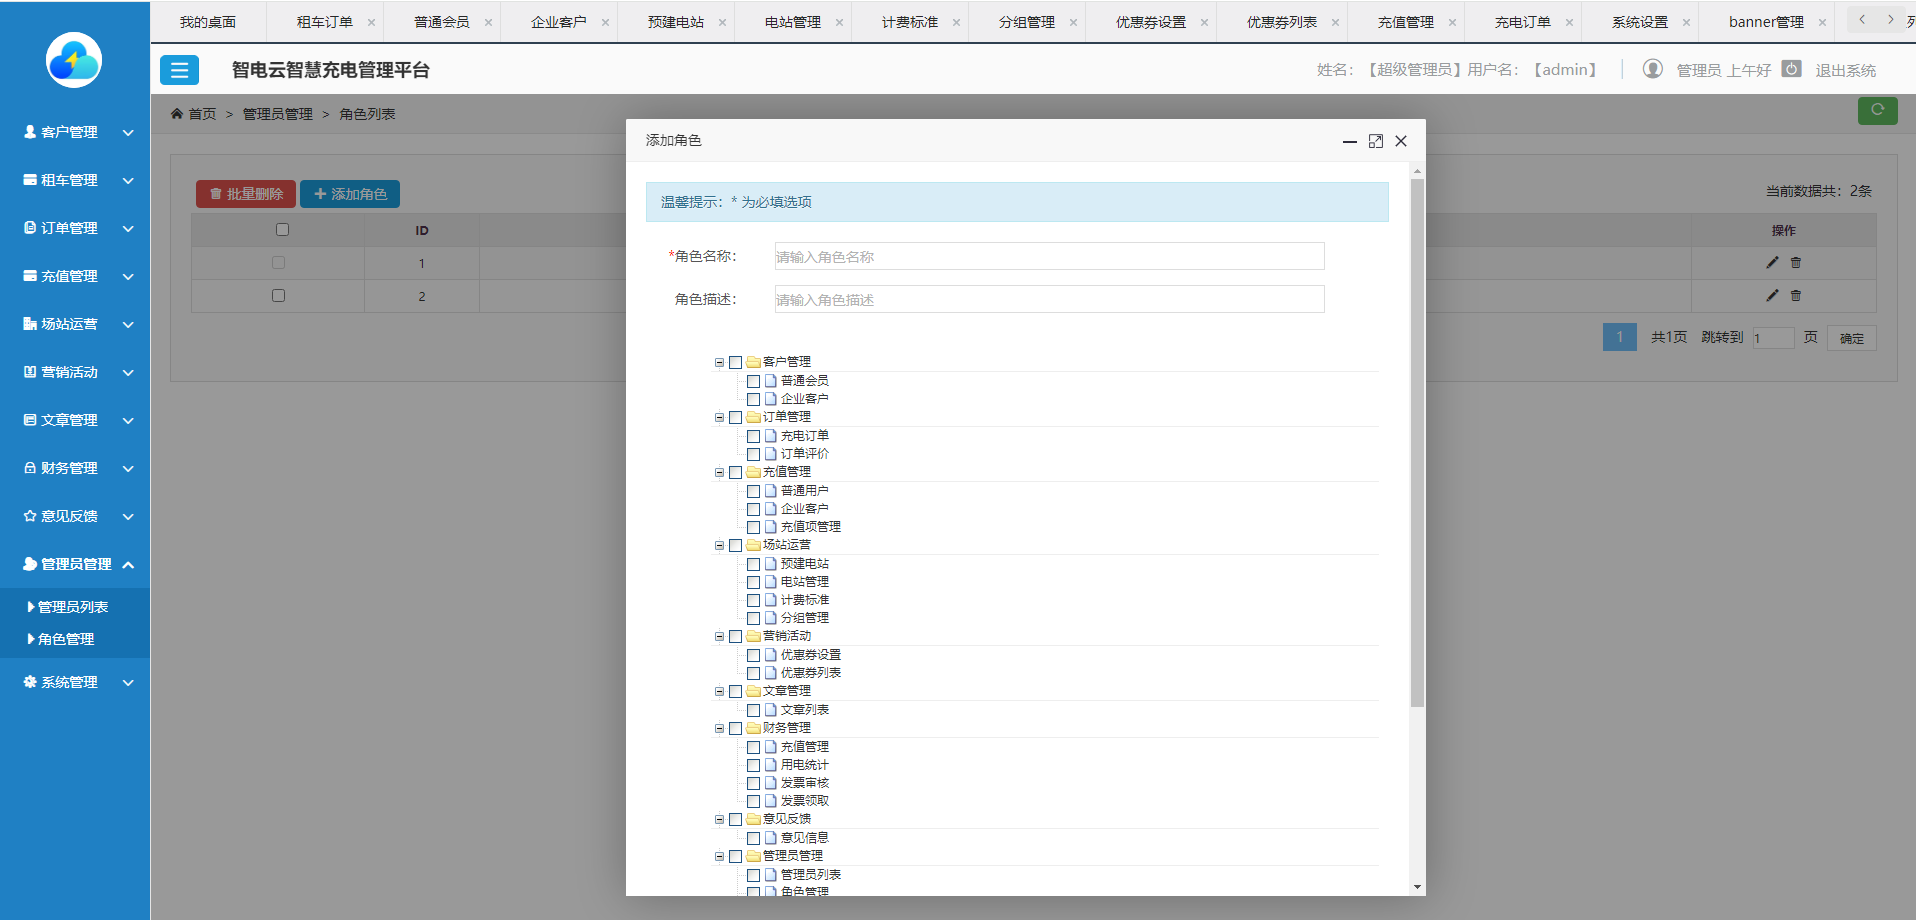 我的桌面 租车订单 普通会员 企业客户 预建电站 电站管理 计费标准 分组管理 优惠券设置 优惠券列表 充值管理 充电订单 系统设置 banner管理
智电云智慧充电管理平台 姓名：【超级管理员】用户名：【admin】 管理员 上午好 退出系统
首页 > 管理员管理 > 角色列表
客户管理
租车管理
订单管理
充值管理
场站运营
营销活动
文章管理
财务管理
意见反馈
管理员管理
管理员列表
角色管理
系统管理
批量删除 添加角色 当前数据共：2条
ID 操作
1
2
1 共1页 跳转到 1 页 确定
添加角色
温馨提示：* 为必填选项
*角色名称： 请输入角色名称
角色描述： 请输入角色描述
客户管理
普通会员
企业客户
订单管理
充电订单
订单评价
充值管理
普通用户
企业客户
充值项管理
场站运营
预建电站
电站管理
计费标准
分组管理
营销活动
优惠券设置
优惠券列表
文章管理
文章列表
财务管理
充值管理
用电统计
发票审核
发票领取
意见反馈
意见信息
管理员管理
管理员列表
角色管理